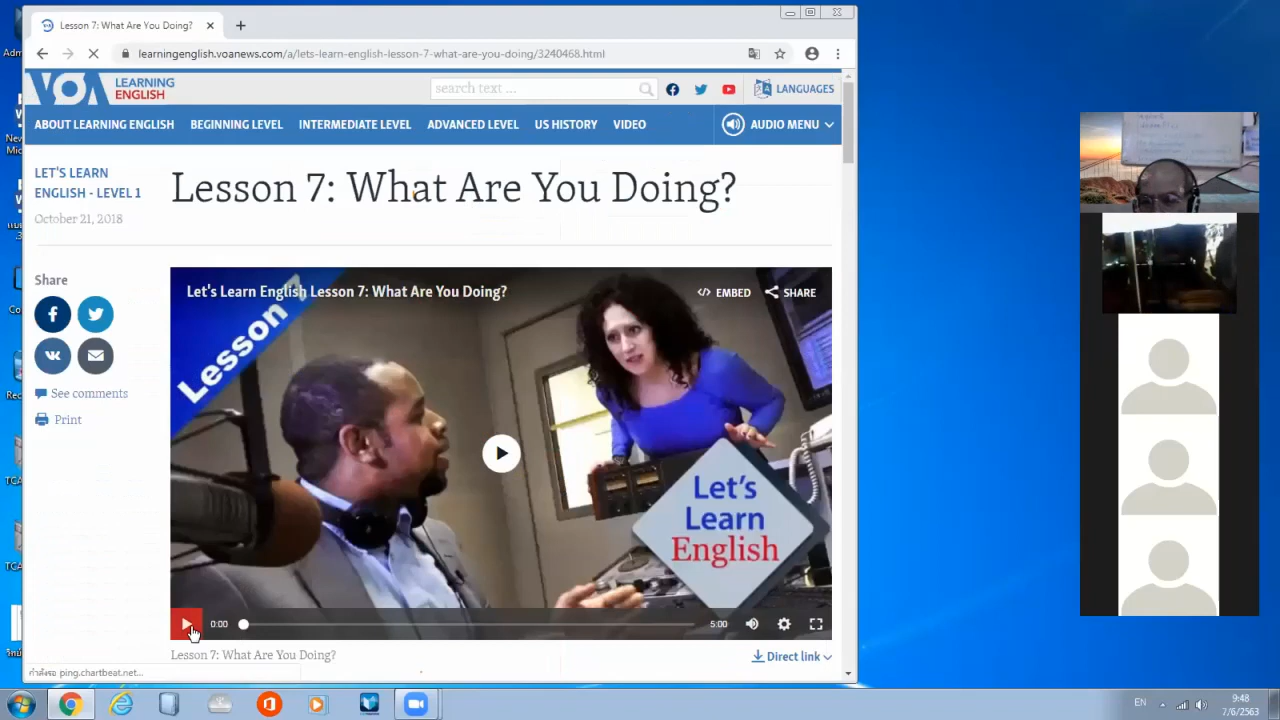 Lesson 7: What Are You Doing?
learningenglish.voanews.com/a/lets-learn-english-lesson-7-what-are-you-doing/3240468.html
VOA LEARNING ENGLISH
search text ...
LANGUAGES
ABOUT LEARNING ENGLISH BEGINNING LEVEL INTERMEDIATE LEVEL ADVANCED LEVEL US HISTORY VIDEO AUDIO MENU
LET'S LEARN
ENGLISH - LEVEL 1
October 21, 2018
Lesson 7: What Are You Doing?
Share
See comments
Print
Let's Learn English Lesson 7: What Are You Doing?
EMBED SHARE
Lesson 7
Let's
Learn
English
0:00 5:00
Lesson 7: What Are You Doing?
Direct link
ping.chartbeat.net...
EN
9:48
7/6/2563